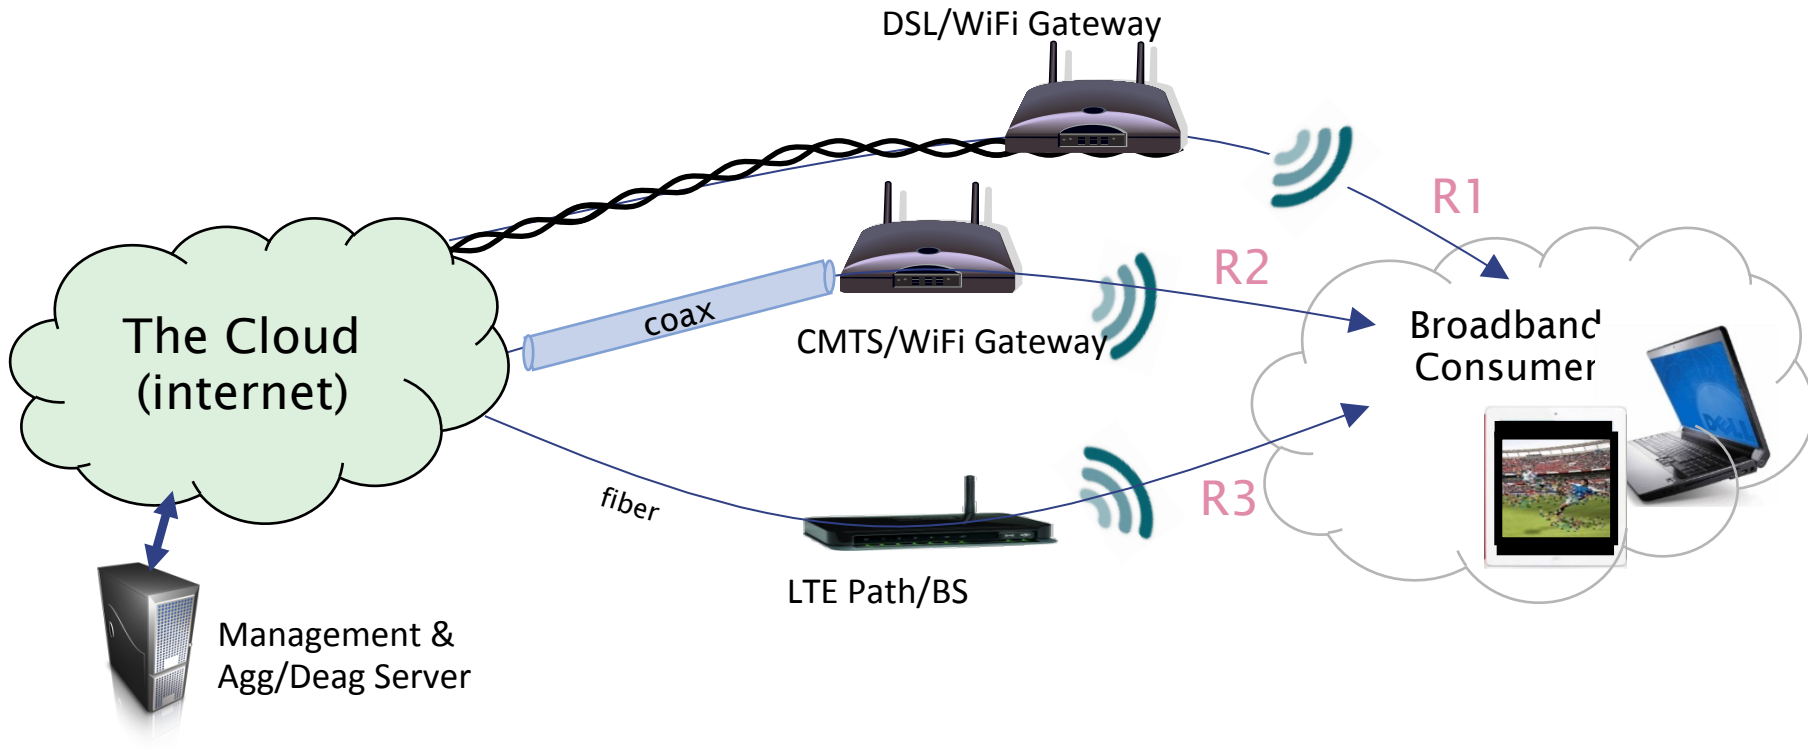 DSL/WiFi Gateway
R1
R2
coax
The Cloud
(internet)
CMTS/WiFi Gateway
Broadband
Consumer
DELL
fiber
R3
LTE Path/BS
Management &
Agg/Deag Server